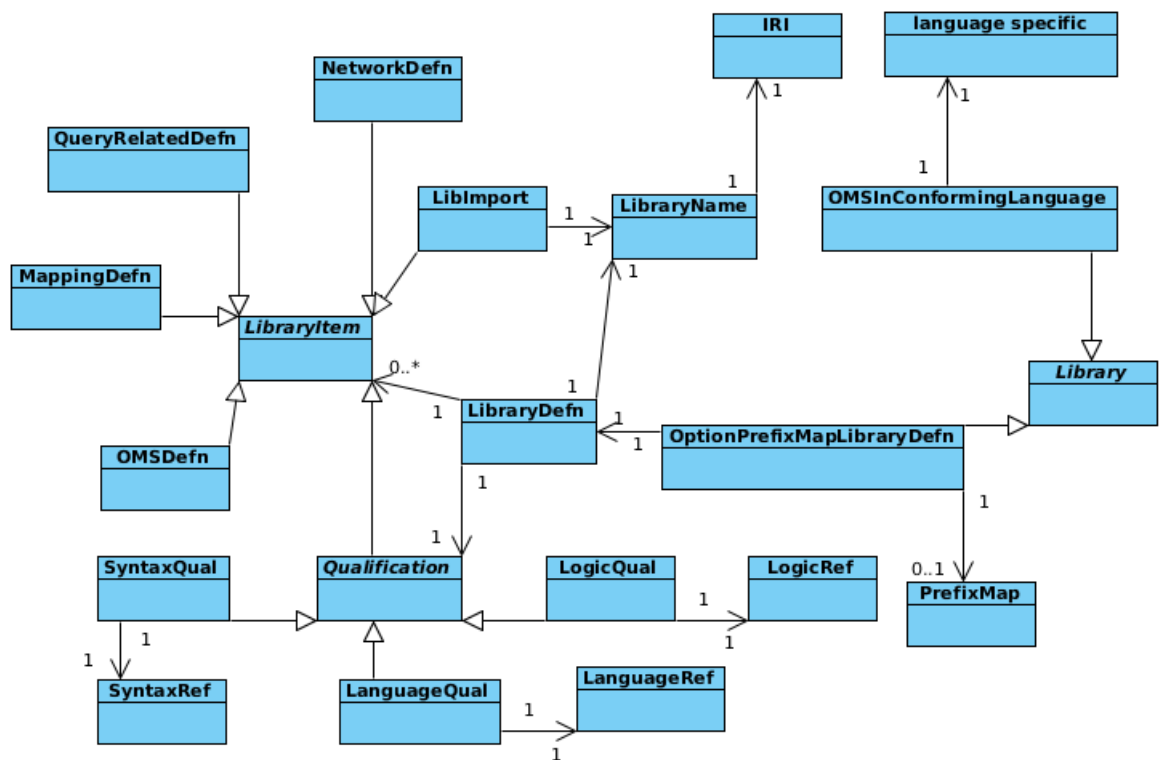 IRI
language specific
NetworkDefn
1
1
QueryRelatedDefn
1
1
LibImport
LibraryName
OMSInConformingLanguage
1
1
MappingDefn
1
LibraryItem
0..*
Library
1
1
LibraryDefn
1
1
OptionPrefixMapLibraryDefn
OMSDefn
1
1
1
SyntaxQual
Qualification
LogicQual
LogicRef
0..1
PrefixMap
1
1
1
1
LanguageRef
SyntaxRef
LanguageQual
1
1